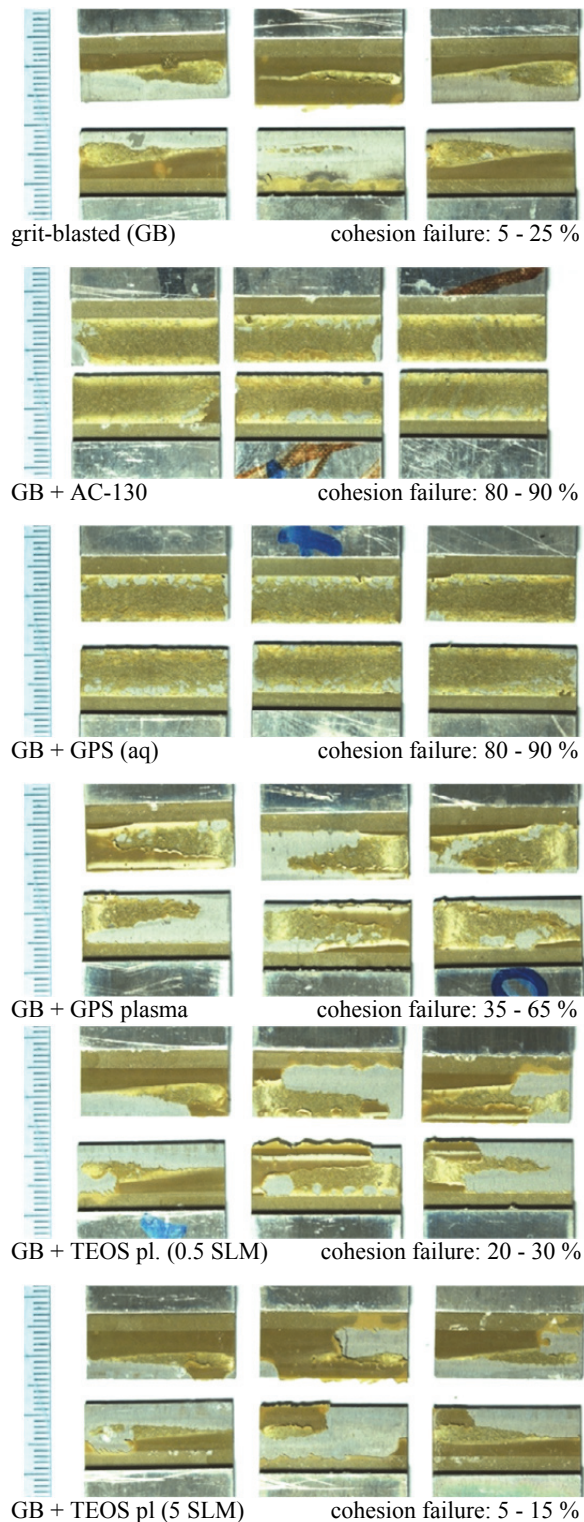 grit-blasted (GB) cohesion failure: 5 - 25 %
GB + AC-130 cohesion failure: 80 - 90 %
GB + GPS (aq) cohesion failure: 80 - 90 %
GB + GPS plasma cohesion failure: 35 - 65 %
GB + TEOS pl. (0.5 SLM) cohesion failure: 20 - 30 %
GB + TEOS pl (5 SLM) cohesion failure: 5 - 15 %